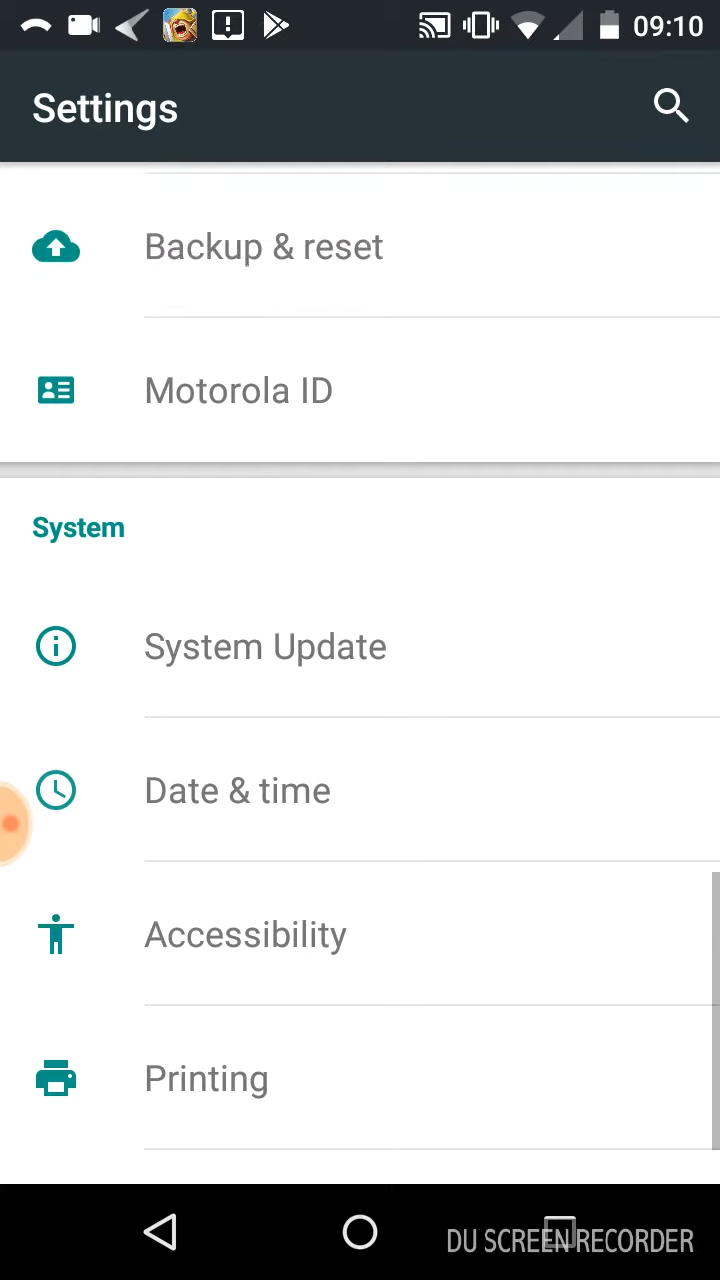 09:10
Settings
Backup & reset
Motorola ID
System
System Update
Date & time
Accessibility
Printing
DU SCREEN RECORDER